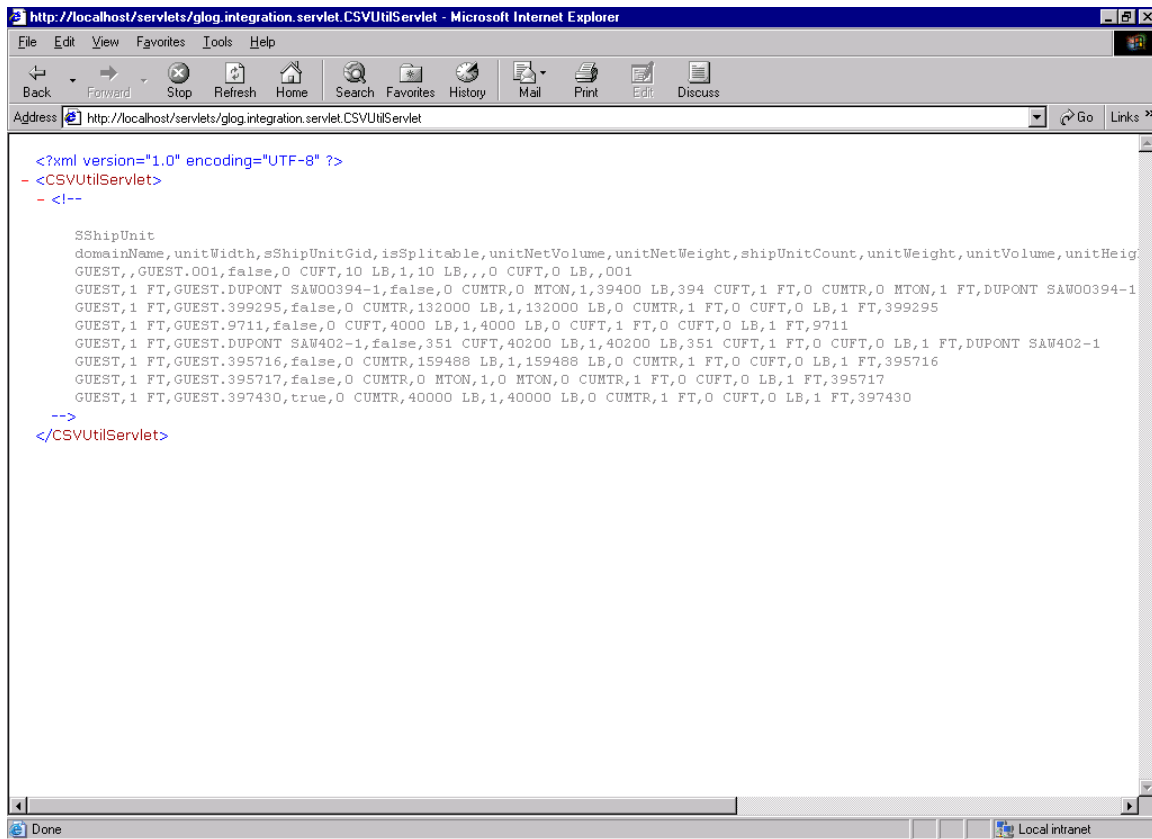 http://localhost/servlets/glog.integration.servlet.CSVUtilServlet - Microsoft Internet Explorer
File Edit View Favorites Tools Help
Back Forward Stop Refresh Home Search Favorites History Mail Print Edit Discuss
Address http://localhost/servlets/glog.integration.servlet.CSVUtilServlet Go Links »
<?xml version="1.0" encoding="UTF-8" ?>
- <CSVUtilServlet>
- <!--
SShipUnit
domainName,unitWidth,sShipUnitGid,isSplitable,unitNetVolume,unitNetWeight,shipUnitCount,unitWeight,unitVolume,unitHeig
GUEST,,GUEST.001,false,0 CUFT,10 LB,1,10 LB,,,0 CUFT,0 LB,,001
GUEST,1 FT,GUEST.DUPONT SAW00394-1,false,0 CUMTR,0 MTON,1,39400 LB,394 CUFT,1 FT,0 CUMTR,0 MTON,1 FT,DUPONT SAW00394-1
GUEST,1 FT,GUEST.399295,false,0 CUMTR,132000 LB,1,132000 LB,0 CUMTR,1 FT,0 CUFT,0 LB,1 FT,399295
GUEST,1 FT,GUEST.9711,false,0 CUFT,4000 LB,1,4000 LB,0 CUFT,1 FT,0 CUFT,0 LB,1 FT,9711
GUEST,1 FT,GUEST.DUPONT SAW402-1,false,351 CUFT,40200 LB,1,40200 LB,351 CUFT,1 FT,0 CUFT,0 LB,1 FT,DUPONT SAW402-1
GUEST,1 FT,GUEST.395716,false,0 CUMTR,159488 LB,1,159488 LB,0 CUMTR,1 FT,0 CUFT,0 LB,1 FT,395716
GUEST,1 FT,GUEST.395717,false,0 CUMTR,0 MTON,1,0 MTON,0 CUMTR,1 FT,0 CUFT,0 LB,1 FT,395717
GUEST,1 FT,GUEST.397430,true,0 CUMTR,40000 LB,1,40000 LB,0 CUMTR,1 FT,0 CUFT,0 LB,1 FT,397430
-->
</CSVUtilServlet>
Done Local intranet